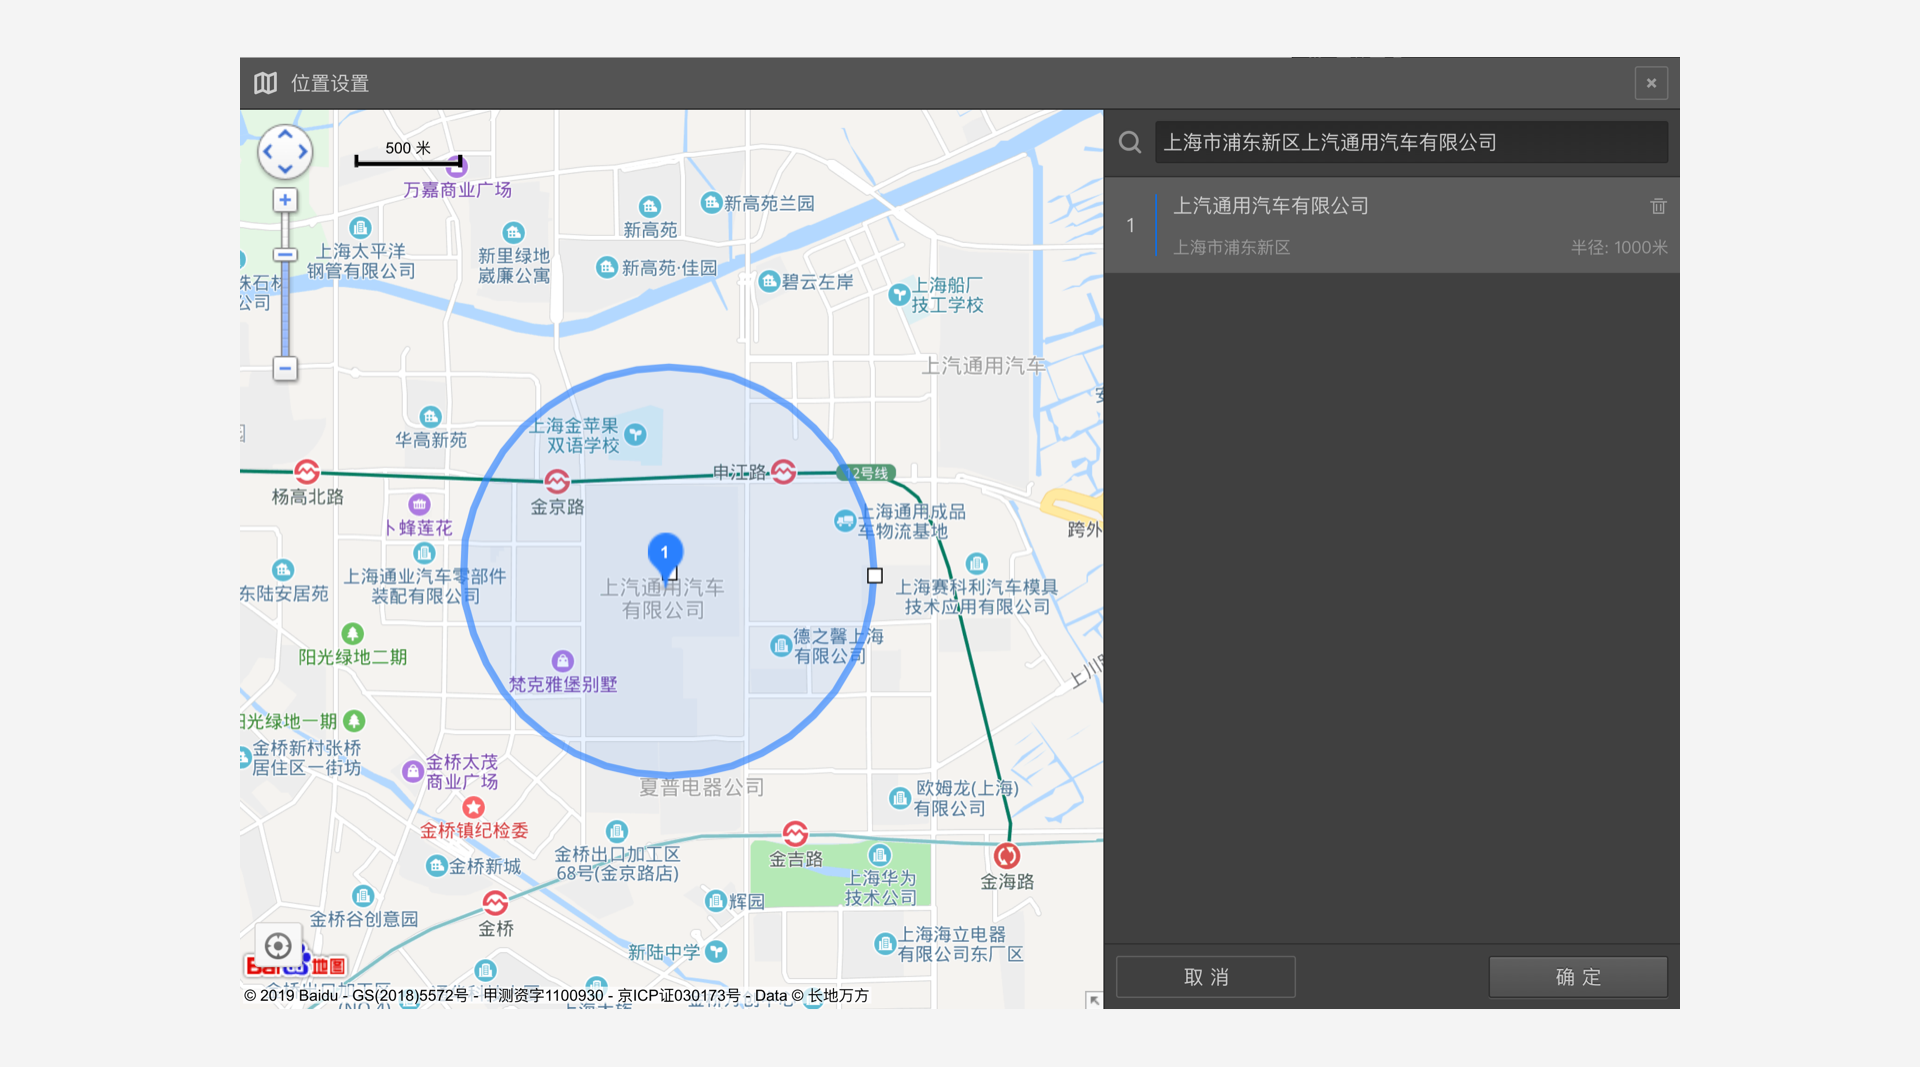 位置设置
500 米
万嘉商业广场
新高苑
新高苑兰园
上海太平洋
钢管有限公司
新里绿地
崴廉公寓
新高苑·佳园
碧云左岸
上海船厂
技工学校
株石材
公司
上汽通用汽车
上海金苹果
双语学校
华高新苑
申江路
12号线
杨高北路
金京路
卜蜂莲花
上海通用成品
车物流基地
跨外
1
上海通业汽车零部件
装配有限公司
东陆安居苑
上汽通用汽车
有限公司
上海赛科利汽车模具
技术应用有限公司
德之馨上海
有限公司
阳光绿地二期
梵克雅堡别墅
上川路
阳光绿地一期
金桥新村张桥
居住区一街坊
金桥太茂
商业广场
夏普电器公司
欧姆龙(上海)
有限公司
金桥镇纪检委
金桥新城
金桥出口加工区
68号(金京路店)
金吉路
上海华为
技术公司
金海路
金桥谷创意园
金桥
辉园
新陆中学
上海海立电器
有限公司东厂区
Baidu地图
© 2019 Baidu - GS(2018)5572号 - 甲测资字1100930 - 京ICP证030173号 - Data © 长地万方
上海市浦东新区上汽通用汽车有限公司
1
上汽通用汽车有限公司
上海市浦东新区
半径: 1000米
取 消
确 定